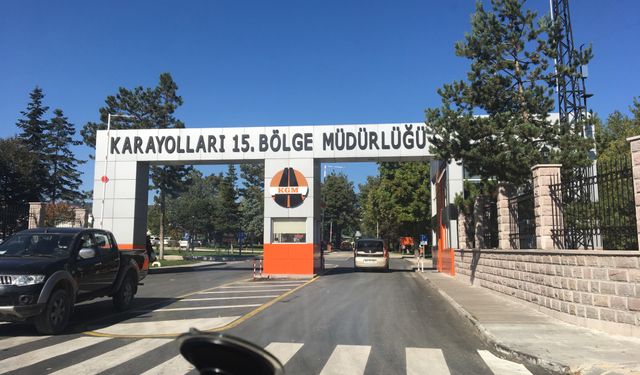 KARAYOLLARI 15. BÖLGE MÜDÜRLÜĞÜ
KGM